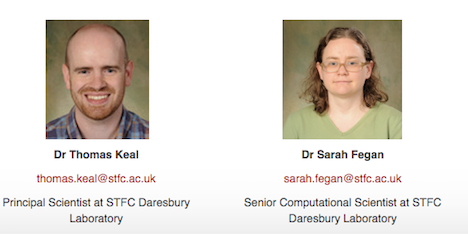 Dr Thomas Keal
thomas.keal@stfc.ac.uk
Principal Scientist at STFC Daresbury
Laboratory
Dr Sarah Fegan
sarah.fegan@stfc.ac.uk
Senior Computational Scientist at STFC
Daresbury Laboratory